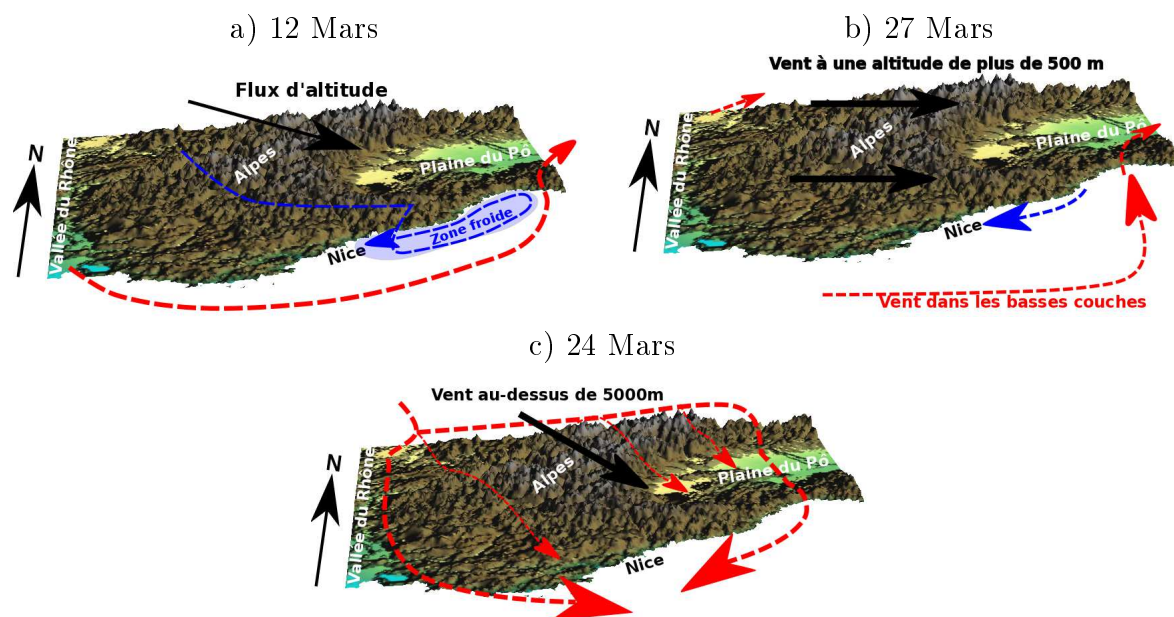 a) 12 Mars
Flux d'altitude
N
Vallée du Rhône
Alpes
Plaine du Pô
Zone froide
Nice
b) 27 Mars
Vent à une altitude de plus de 500 m
N
Vallée du Rhône
Alpes
Plaine du Pô
Nice
Vent dans les basses couches
c) 24 Mars
Vent au-dessus de 5000m
N
Vallée du Rhône
Alpes
Plaine du Pô
Nice